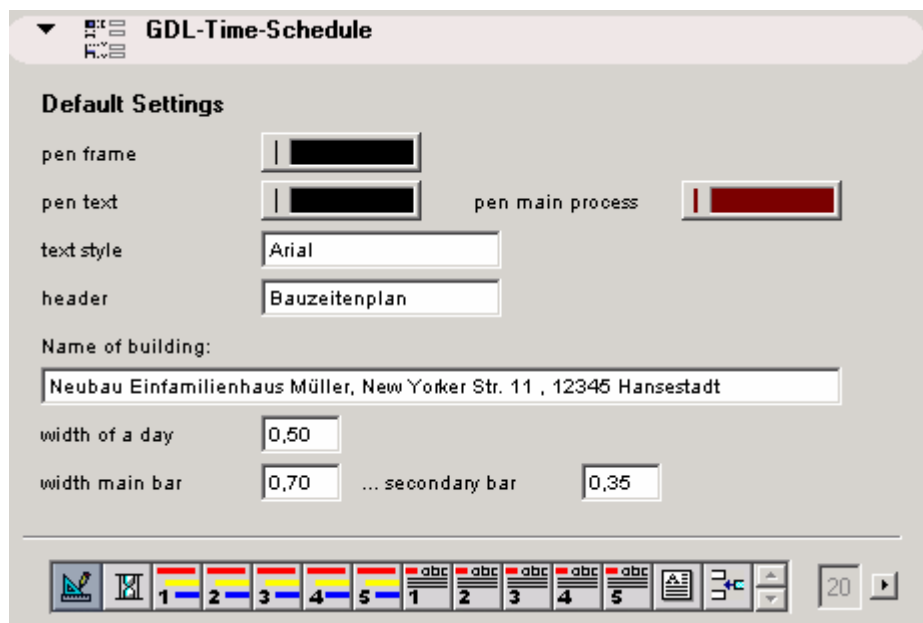 GDL-Time-Schedule
Default Settings
pen frame
pen text pen main process
text style Arial
header Bauzeitenplan
Name of building:
Neubau Einfamilienhaus Müller, New Yorker Str. 11 , 12345 Hansestadt
width of a day 0,50
width main bar 0,70 ... secondary bar 0,35
1 2 3 4 5 abc 1 abc 2 abc 3 abc 4 abc 5 A 20